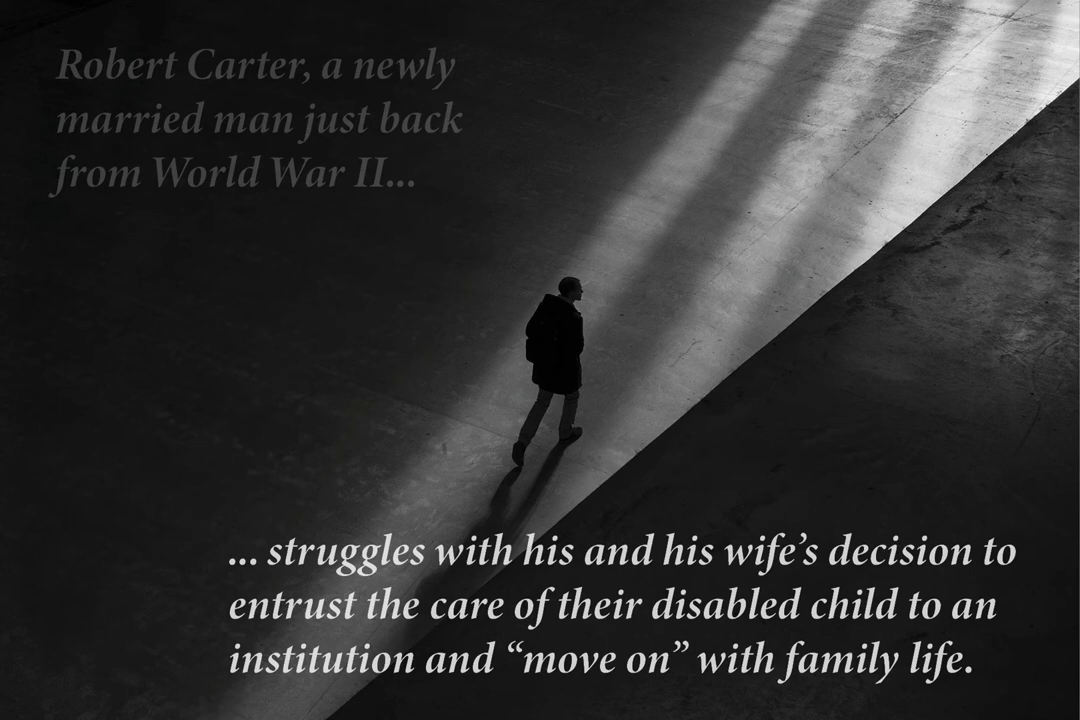 Robert Carter, a newly
married man just back
from World War II...
... struggles with his and his wife’s decision to
entrust the care of their disabled child to an
institution and “move on” with family life.